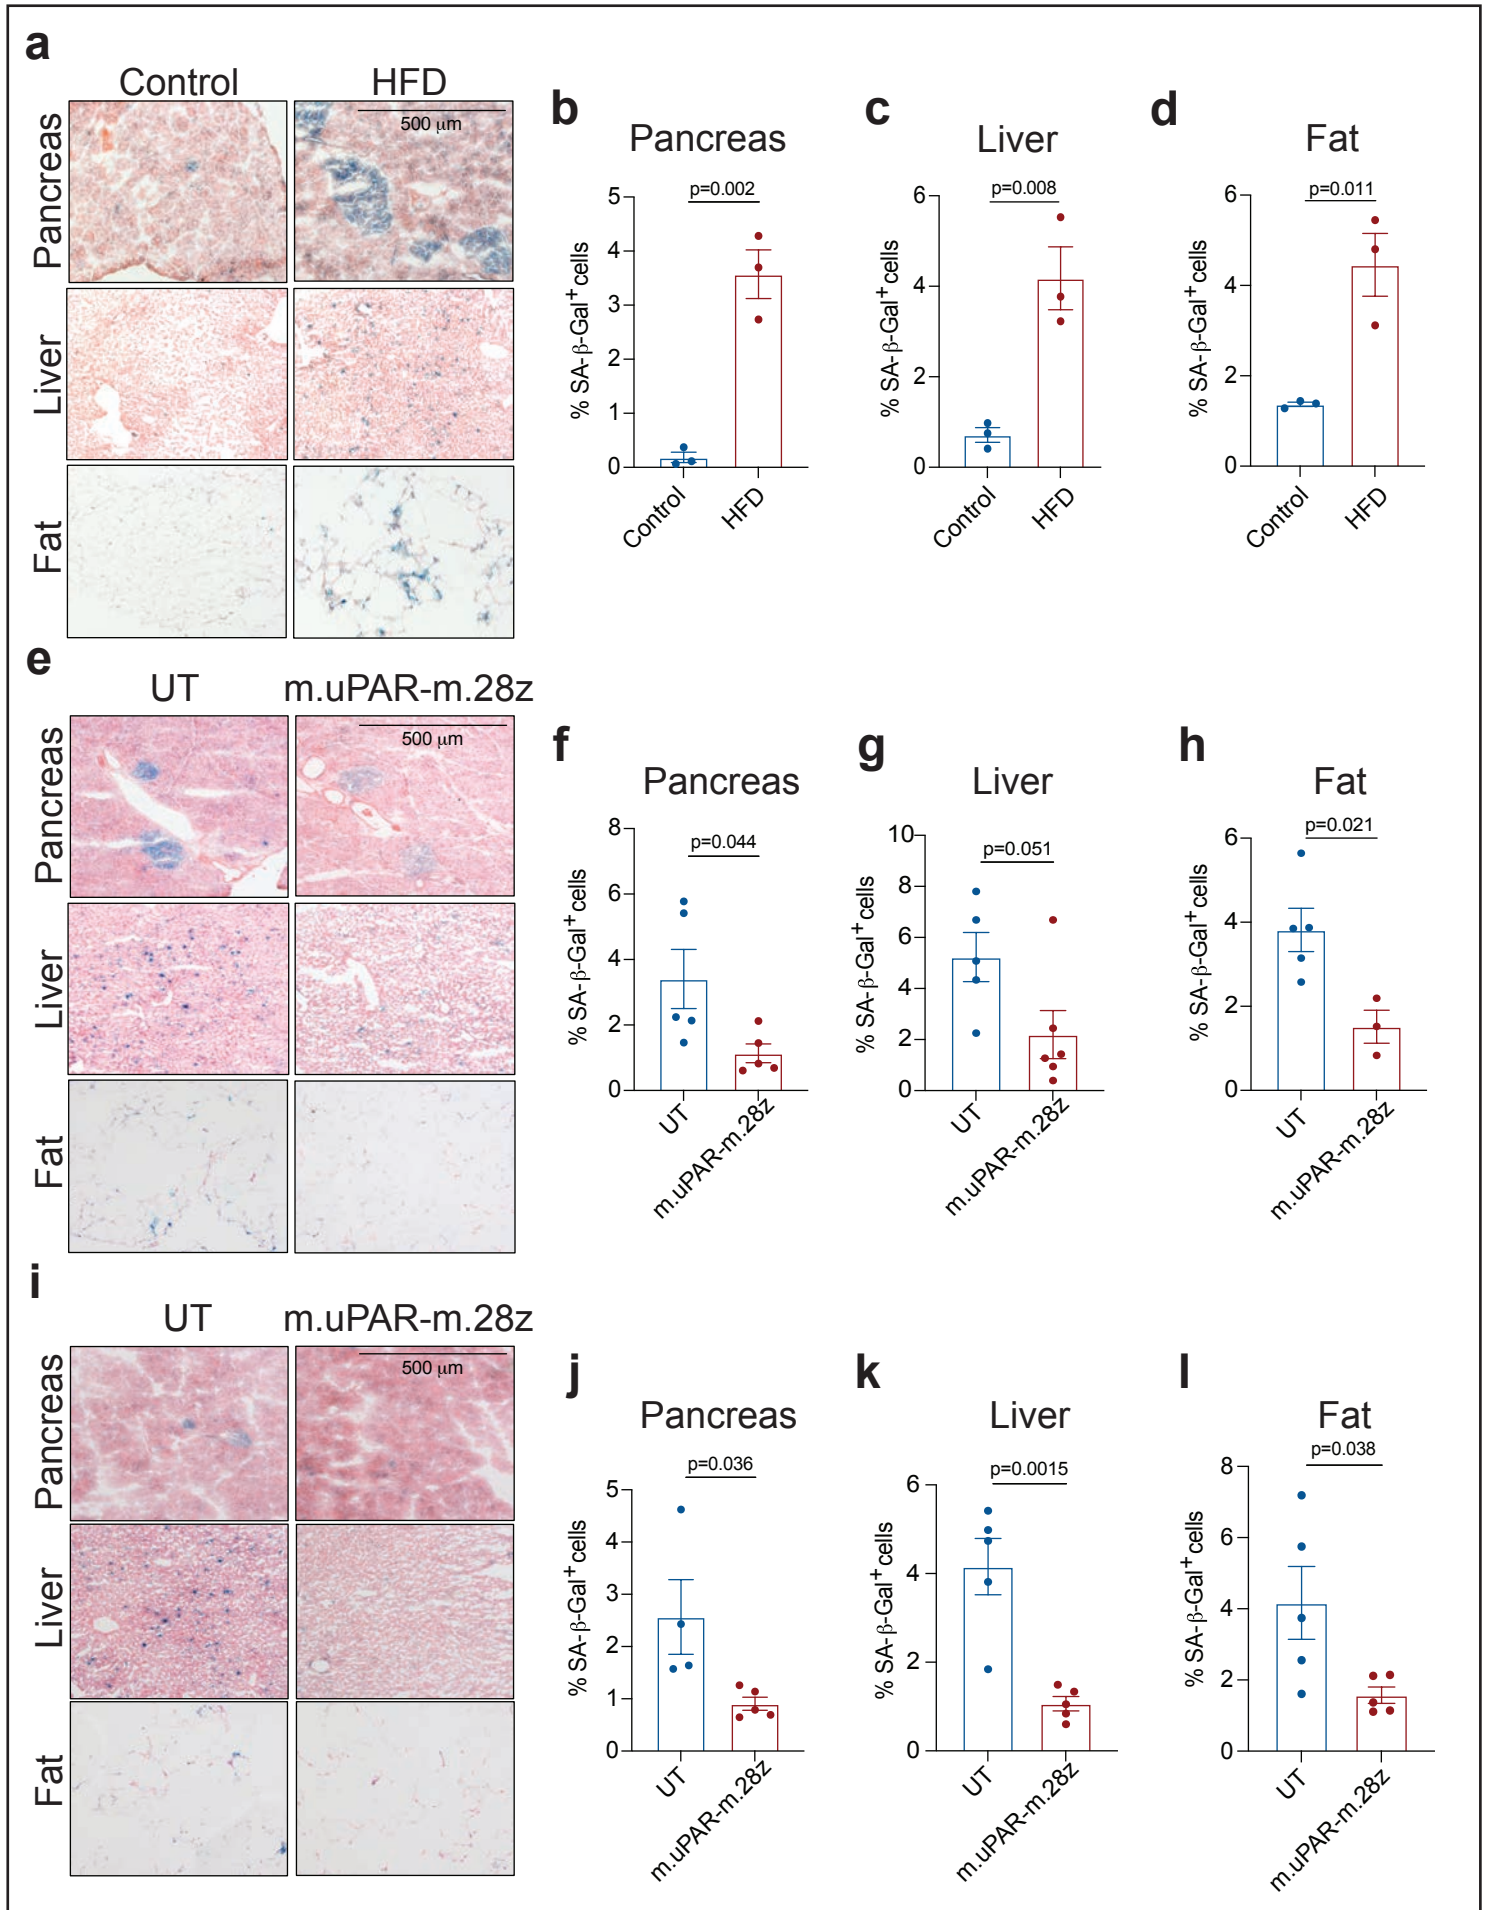 a
Control HFD
Pancreas
500 μm
Liver
Fat
b
Pancreas
p=0.002
% SA-β-Gal+ cells
5
4
3
2
1
0
Control
HFD
c
Liver
p=0.008
% SA-β-Gal+ cells
6
4
2
0
Control
HFD
d
Fat
p=0.011
% SA-β-Gal+ cells
6
4
2
0
Control
HFD
e
UT m.uPAR-m.28z
Pancreas
500 μm
Liver
Fat
f
Pancreas
p=0.044
% SA-β-Gal+ cells
8
6
4
2
0
UT
m.uPAR-m.28z
g
Liver
p=0.051
% SA-β-Gal+ cells
10
8
6
4
2
0
UT
m.uPAR-m.28z
h
Fat
p=0.021
% SA-β-Gal+ cells
6
4
2
0
UT
m.uPAR-m.28z
i
UT m.uPAR-m.28z
Pancreas
500 μm
Liver
Fat
j
Pancreas
p=0.036
% SA-β-Gal+ cells
5
4
3
2
1
0
UT
m.uPAR-m.28z
k
Liver
p=0.0015
% SA-β-Gal+ cells
6
4
2
0
UT
m.uPAR-m.28z
l
Fat
p=0.038
% SA-β-Gal+ cells
8
6
4
2
0
UT
m.uPAR-m.28z